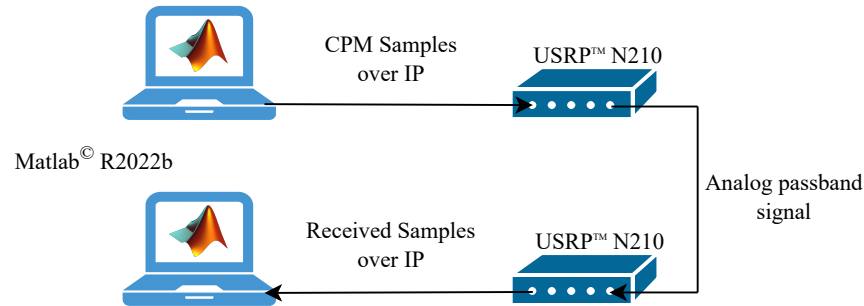 CPM Samples
over IP
USRP™ N210
Matlab© R2022b
Analog passband
signal
Received Samples
over IP
USRP™ N210